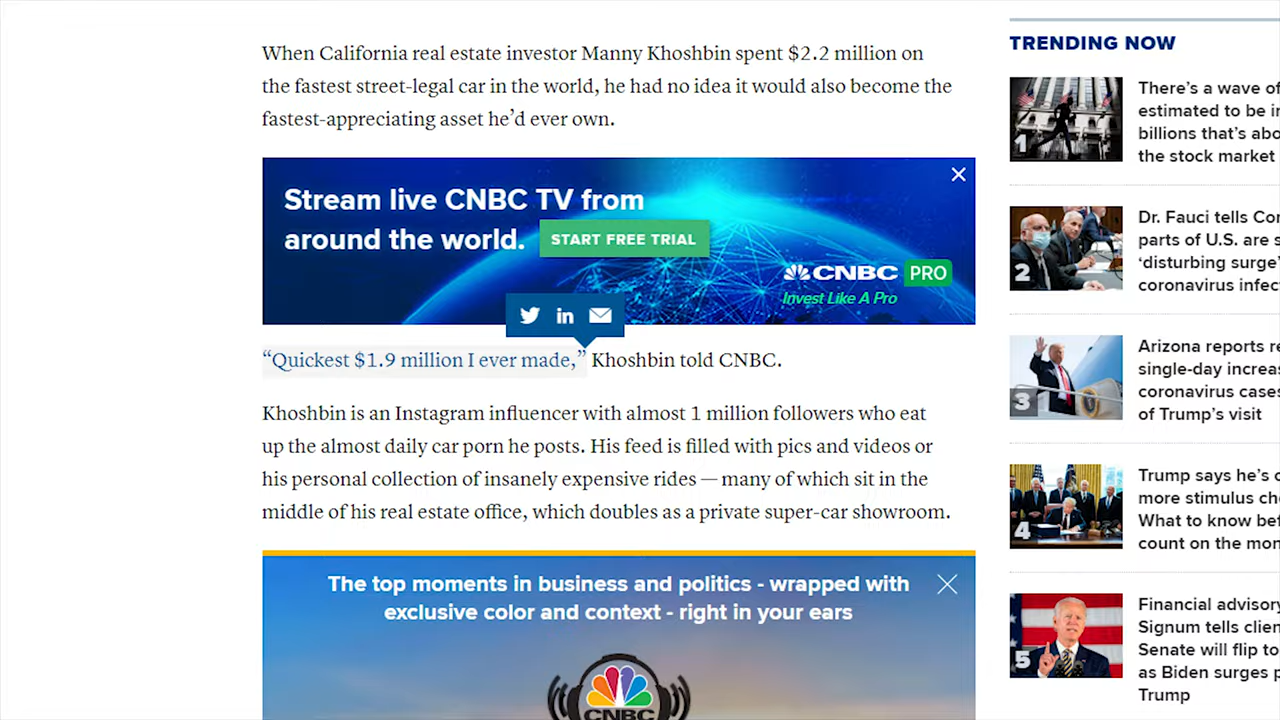 When California real estate investor Manny Khoshbin spent $2.2 million on
the fastest street-legal car in the world, he had no idea it would also become the
fastest-appreciating asset he’d ever own.
Stream live CNBC TV from
around the world.
START FREE TRIAL
CNBC PRO
Invest Like A Pro
in
“Quickest $1.9 million I ever made,” Khoshbin told CNBC.
Khoshbin is an Instagram influencer with almost 1 million followers who eat
up the almost daily car porn he posts. His feed is filled with pics and videos or
his personal collection of insanely expensive rides — many of which sit in the
middle of his real estate office, which doubles as a private super-car showroom.
The top moments in business and politics - wrapped with
exclusive color and context - right in your ears
CNBC
TRENDING NOW
1
There’s a wave of
estimated to be in
billions that’s abo
the stock market
2
Dr. Fauci tells Con
parts of U.S. are s
‘disturbing surge’
coronavirus infec
3
Arizona reports re
single-day increas
coronavirus cases
of Trump’s visit
4
Trump says he’s o
more stimulus che
What to know bef
count on the mon
5
Financial advisory
Signum tells clien
Senate will flip to
as Biden surges p
Trump